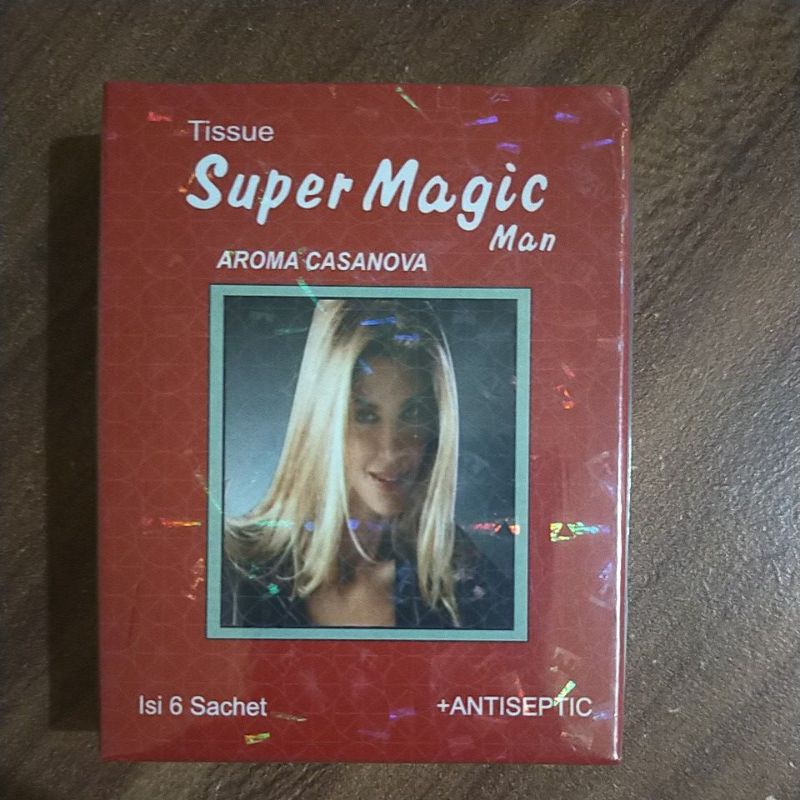 Tissue
Super Magic
Man
AROMA CASANOVA
Isi 6 Sachet
+ANTISEPTIC